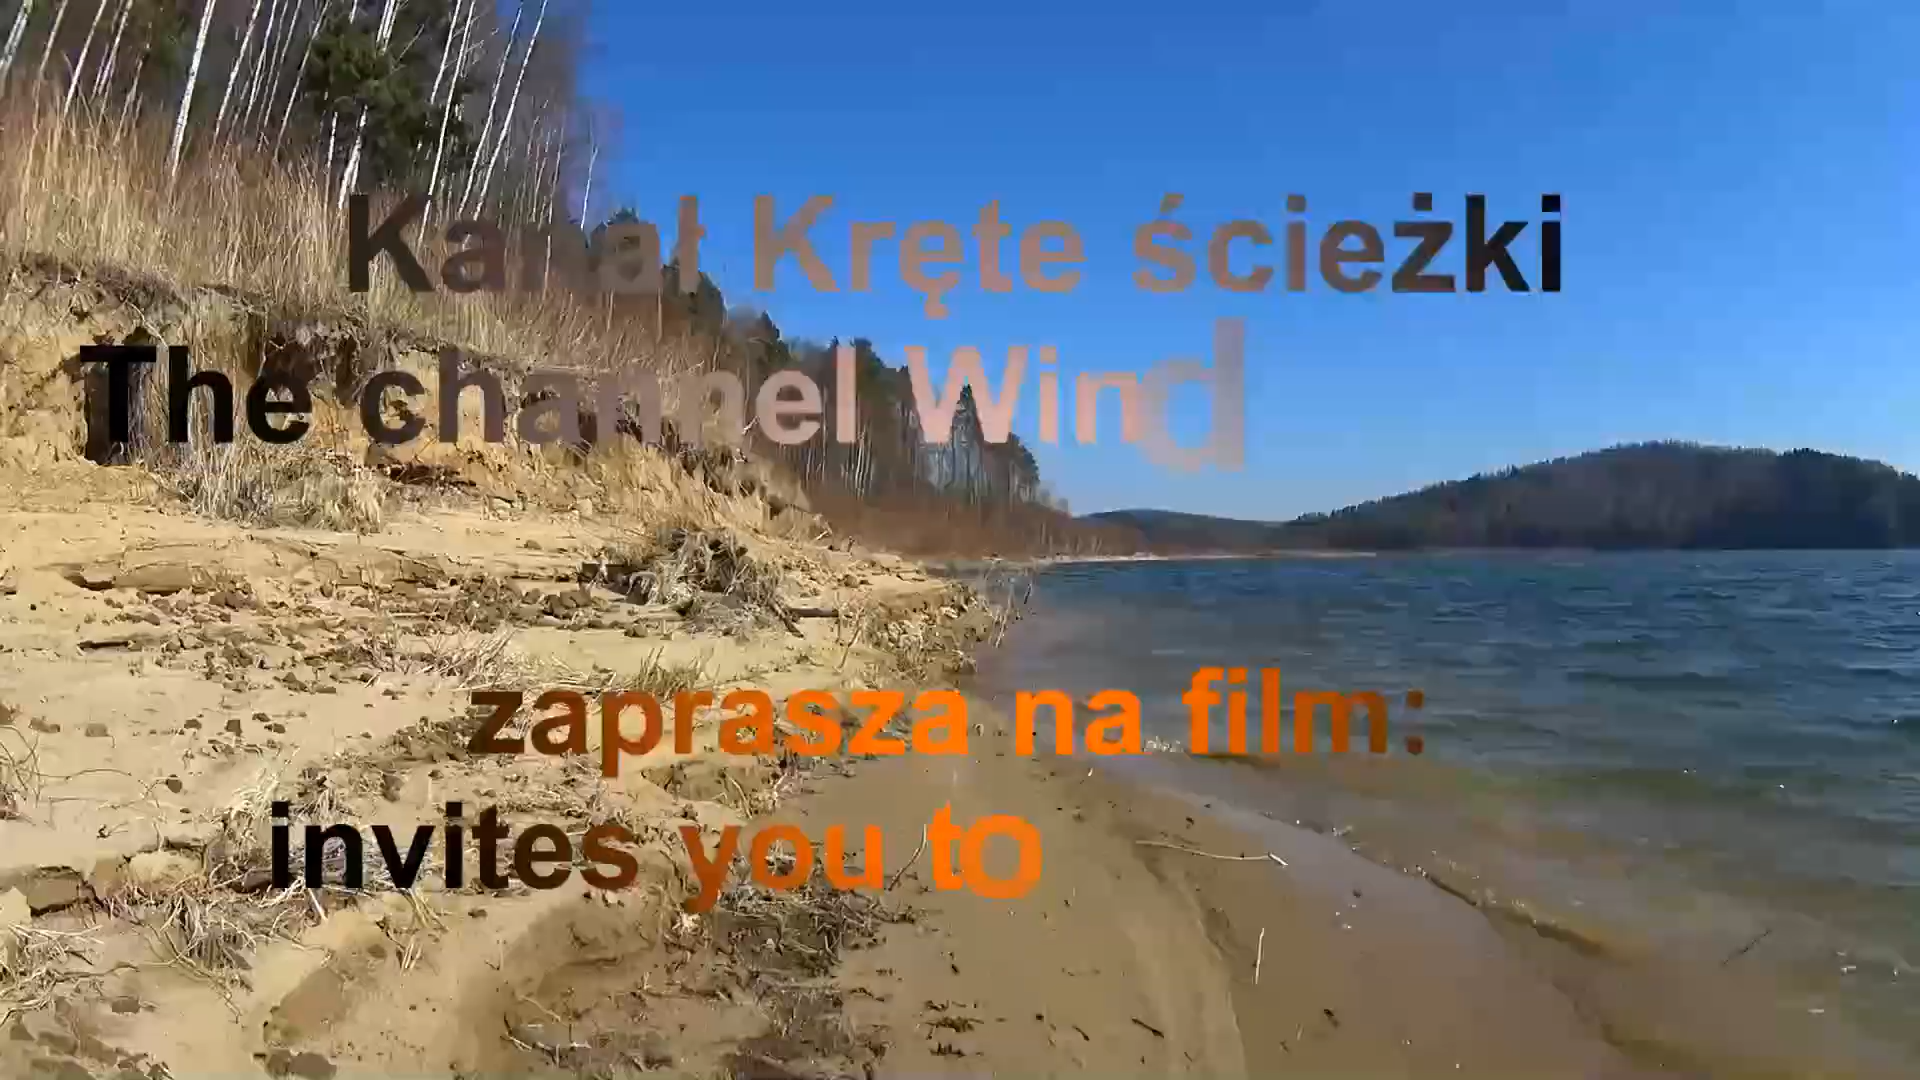 Kanał Kręte ścieżki
The channel Wind
zaprasza na film:
invites you to